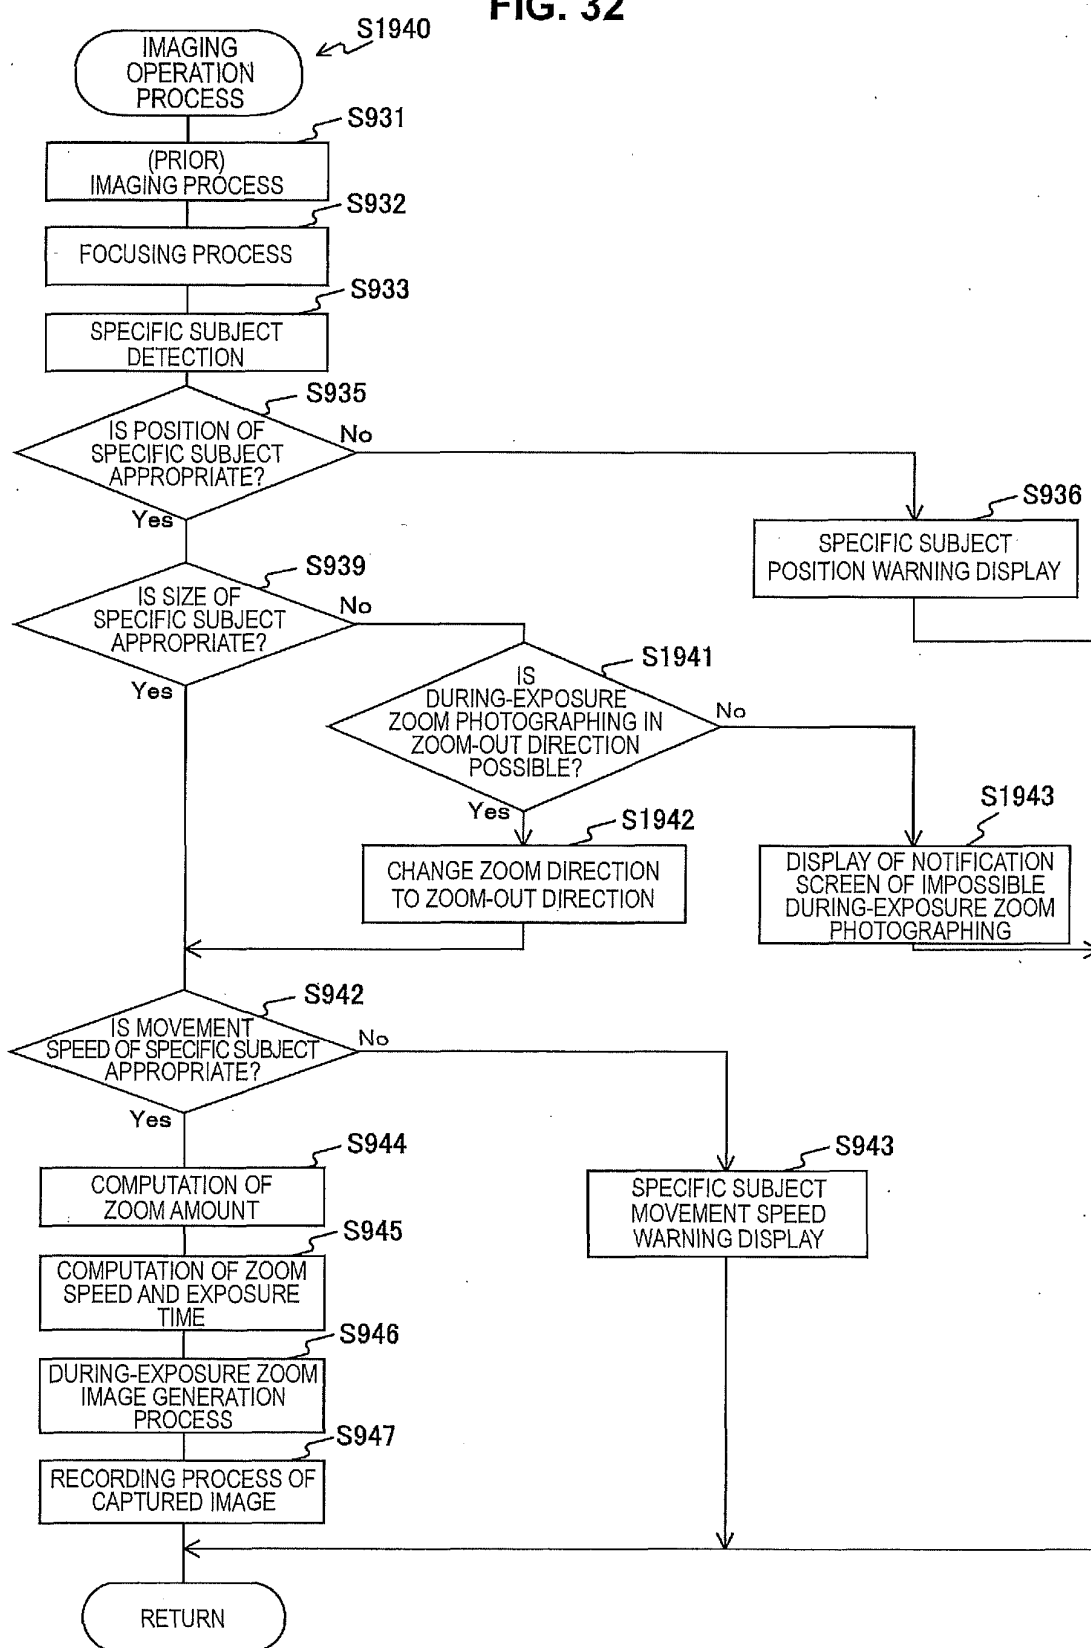 FIG. 32
S1940
IMAGING
OPERATION
PROCESS
S931
(PRIOR)
IMAGING PROCESS
S932
FOCUSING PROCESS
S933
SPECIFIC SUBJECT
DETECTION
S935
IS POSITION OF
SPECIFIC SUBJECT
APPROPRIATE?
No
Yes
S936
SPECIFIC SUBJECT
POSITION WARNING DISPLAY
S939
IS SIZE OF
SPECIFIC SUBJECT
APPROPRIATE?
No
Yes
S1941
IS
DURING-EXPOSURE
ZOOM PHOTOGRAPHING IN
ZOOM-OUT DIRECTION
POSSIBLE?
No
Yes
S1942
CHANGE ZOOM DIRECTION
TO ZOOM-OUT DIRECTION
S1943
DISPLAY OF NOTIFICATION
SCREEN OF IMPOSSIBLE
DURING-EXPOSURE ZOOM
PHOTOGRAPHING
S942
IS MOVEMENT
SPEED OF SPECIFIC SUBJECT
APPROPRIATE?
No
Yes
S943
SPECIFIC SUBJECT
MOVEMENT SPEED
WARNING DISPLAY
S944
COMPUTATION OF
ZOOM AMOUNT
S945
COMPUTATION OF ZOOM
SPEED AND EXPOSURE
TIME
S946
DURING-EXPOSURE ZOOM
IMAGE GENERATION
PROCESS
S947
RECORDING PROCESS OF
CAPTURED IMAGE
RETURN